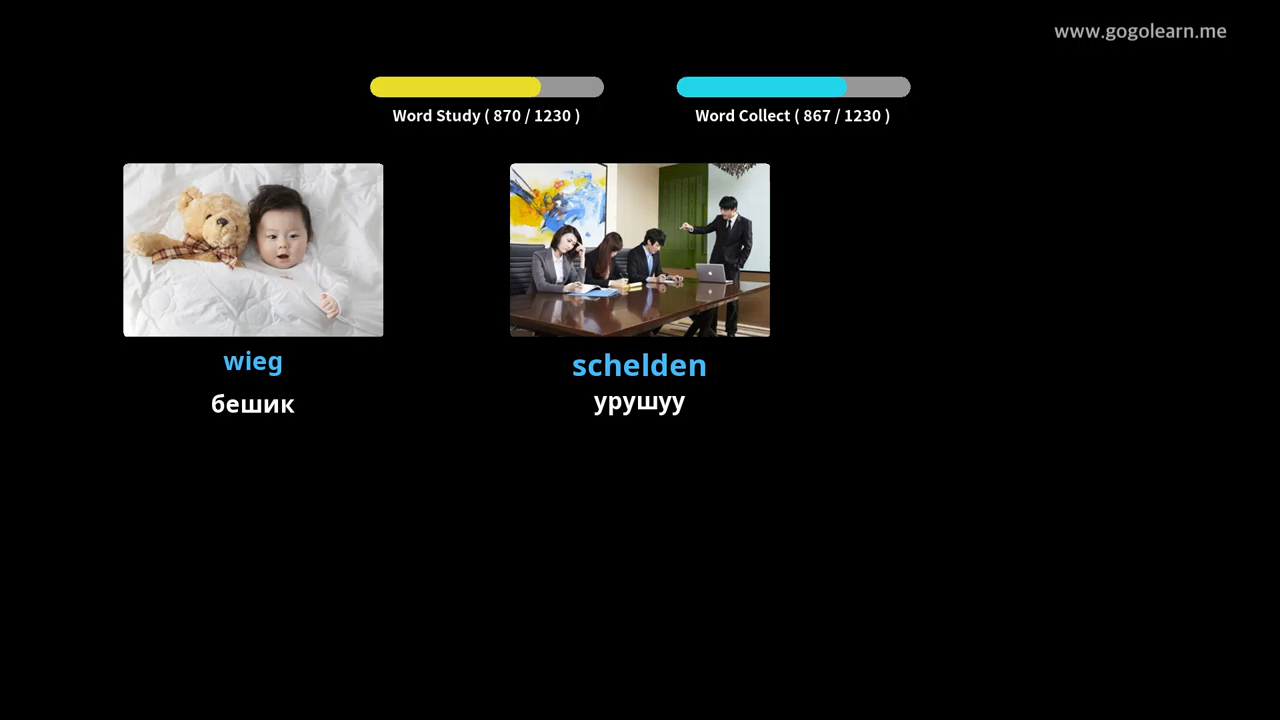 www.gogolearn.me
Word Study ( 870 / 1230 )
Word Collect ( 867 / 1230 )
wieg
бешик
schelden
урушуу